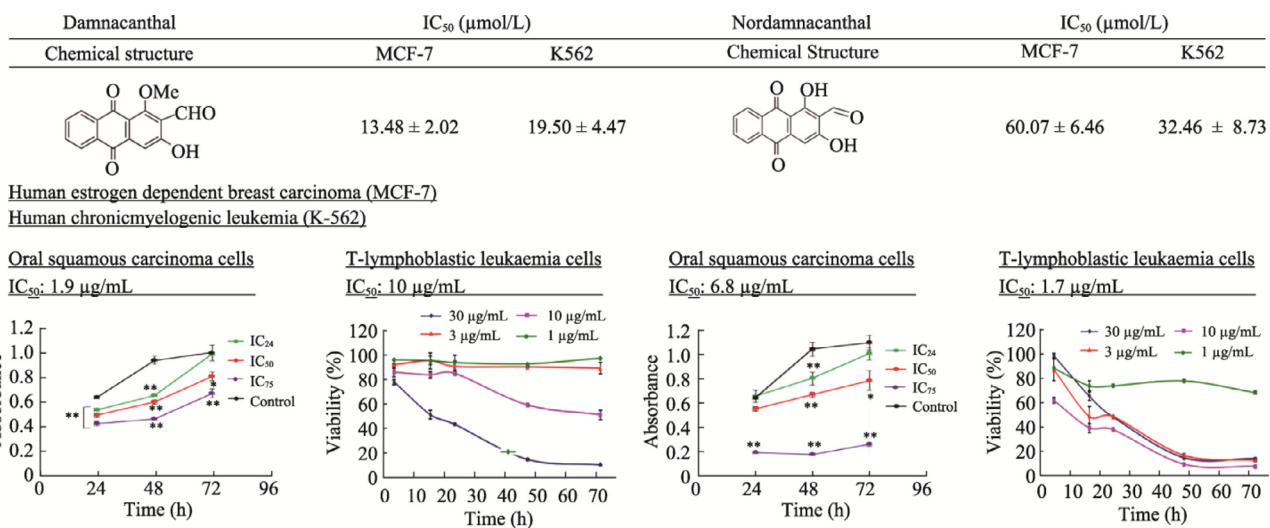 Damnacanthal IC50 (µmol/L) Nordamnacanthal IC50 (µmol/L)
Chemical structure MCF-7 K562 Chemical Structure MCF-7 K562
O OMe CHO OH O
13.48 ± 2.02 19.50 ± 4.47
O OH O OH O
60.07 ± 6.46 32.46 ± 8.73
Human estrogen dependent breast carcinoma (MCF-7)
Human chronicmyelogenic leukemia (K-562)
Oral squamous carcinoma cells
IC50: 1.9 µg/mL
1.2
1.0
0.8
0.6
0.4
0.2
0
IC24
IC50
IC75
Control
** ** ** ** * **
0 24 48 72 96
Time (h)
T-lymphoblastic leukaemia cells
IC50: 10 µg/mL
30 µg/mL 10 µg/mL
3 µg/mL 1 µg/mL
Viability (%)
120
100
80
60
40
20
0
0 10 20 30 40 50 60 70
Time (h)
Oral squamous carcinoma cells
IC50: 6.8 µg/mL
Absorbance
1.2
1.0
0.8
0.6
0.4
0.2
0
IC24
IC50
IC75
Control
** ** * ** ** **
0 24 48 72 96
Time (h)
T-lymphoblastic leukaemia cells
IC50: 1.7 µg/mL
30 µg/mL 10 µg/mL
3 µg/mL 1 µg/mL
Viability (%)
120
100
80
60
40
20
0
0 10 20 30 40 50 60 70
Time (h)